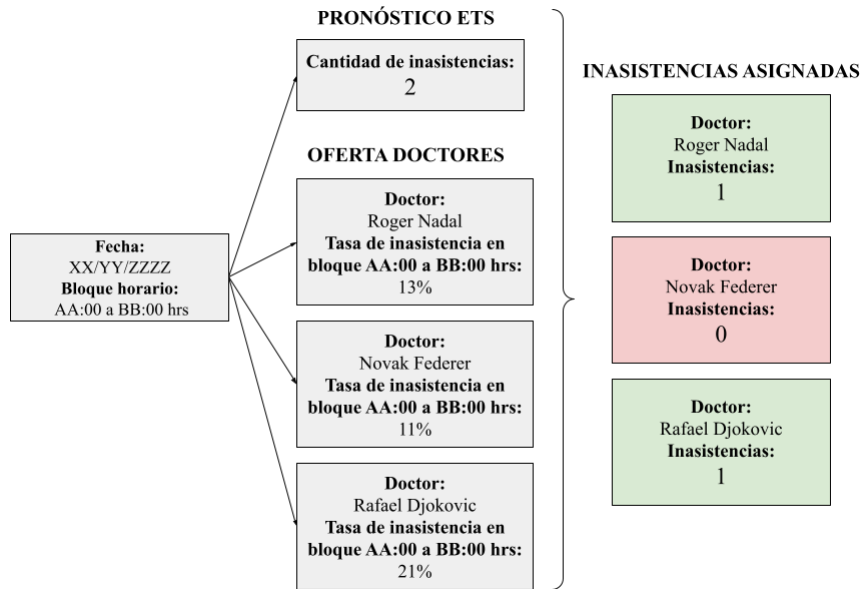 PRONÓSTICO ETS
Cantidad de inasistencias:
2
OFERTA DOCTORES
Doctor:
Roger Nadal
Tasa de inasistencia en
bloque AA:00 a BB:00 hrs:
13%
Fecha:
XX/YY/ZZZZ
Bloque horario:
AA:00 a BB:00 hrs
Doctor:
Novak Federer
Tasa de inasistencia en
bloque AA:00 a BB:00 hrs:
11%
Doctor:
Rafael Djokovic
Tasa de inasistencia en
bloque AA:00 a BB:00 hrs:
21%
INASISTENCIAS ASIGNADAS
Doctor:
Roger Nadal
Inasistencias:
1
Doctor:
Novak Federer
Inasistencias:
0
Doctor:
Rafael Djokovic
Inasistencias:
1